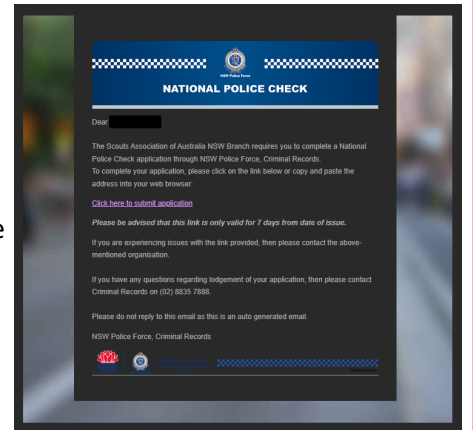 NSW Police Force
NATIONAL POLICE CHECK
Dear
The Scouts Association of Australia NSW Branch requires you to complete a National
Police Check application through NSW Police Force, Criminal Records.
To complete your application, please click on the link below or copy and paste the
address into your web browser:
Click here to submit application
Please be advised that this link is only valid for 7 days from date of issue.
e
If you are experiencing issues with the link provided, then please contact the above-
mentioned organisation.
If you have any questions regarding lodgement of your application, then please contact
Criminal Records on (02) 8835 7888.
Please do not reply to this email as this is an auto generated email.
NSW Police Force, Criminal Records